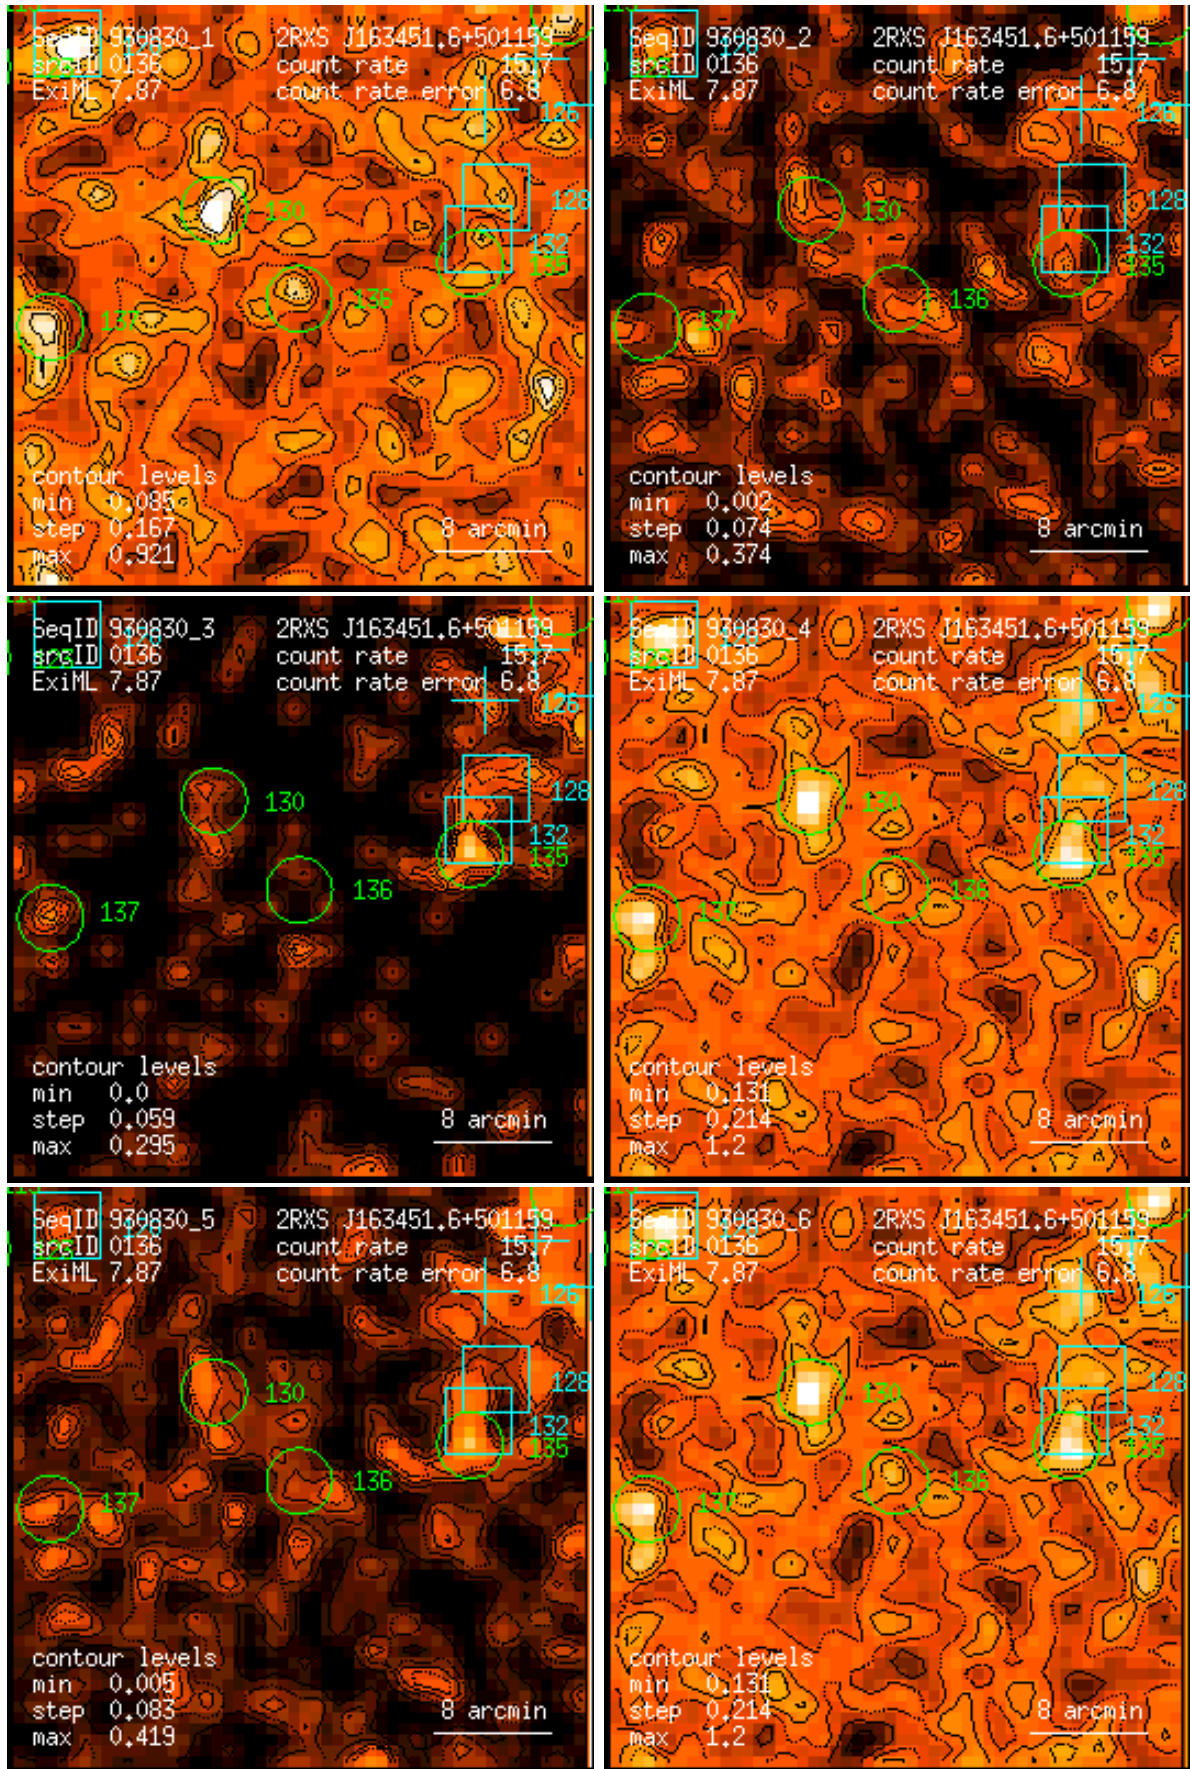 SeqID 930830_1 2RXS J163451.6+501159
srcID 0136 count rate 15.7
ExiML 7.87 count rate error 6.8
126
128
130
132
135
136
137
contour levels
min 0.085
step 0.167
max 0.921
8 arcmin
SeqID 930830_2 2RXS J163451.6+501159
srcID 0136 count rate 15.7
ExiML 7.87 count rate error 6.8
126
128
130
132
135
136
137
contour levels
min 0.002
step 0.074
max 0.374
8 arcmin
SeqID 930830_3 2RXS J163451.6+501159
srcID 0136 count rate 15.7
ExiML 7.87 count rate error 6.8
126
128
130
132
135
136
137
contour levels
min 0.0
step 0.059
max 0.295
8 arcmin
SeqID 930830_4 2RXS J163451.6+501159
srcID 0136 count rate 15.7
ExiML 7.87 count rate error 6.8
126
128
130
132
135
136
137
contour levels
min 0.131
step 0.214
max 1.2
8 arcmin
SeqID 930830_5 2RXS J163451.6+501159
srcID 0136 count rate 15.7
ExiML 7.87 count rate error 6.8
126
128
130
132
135
136
137
contour levels
min 0.005
step 0.083
max 0.419
8 arcmin
SeqID 930830_6 2RXS J163451.6+501159
srcID 0136 count rate 15.7
ExiML 7.87 count rate error 6.8
126
128
130
132
135
136
137
contour levels
min 0.131
step 0.214
max 1.2
8 arcmin